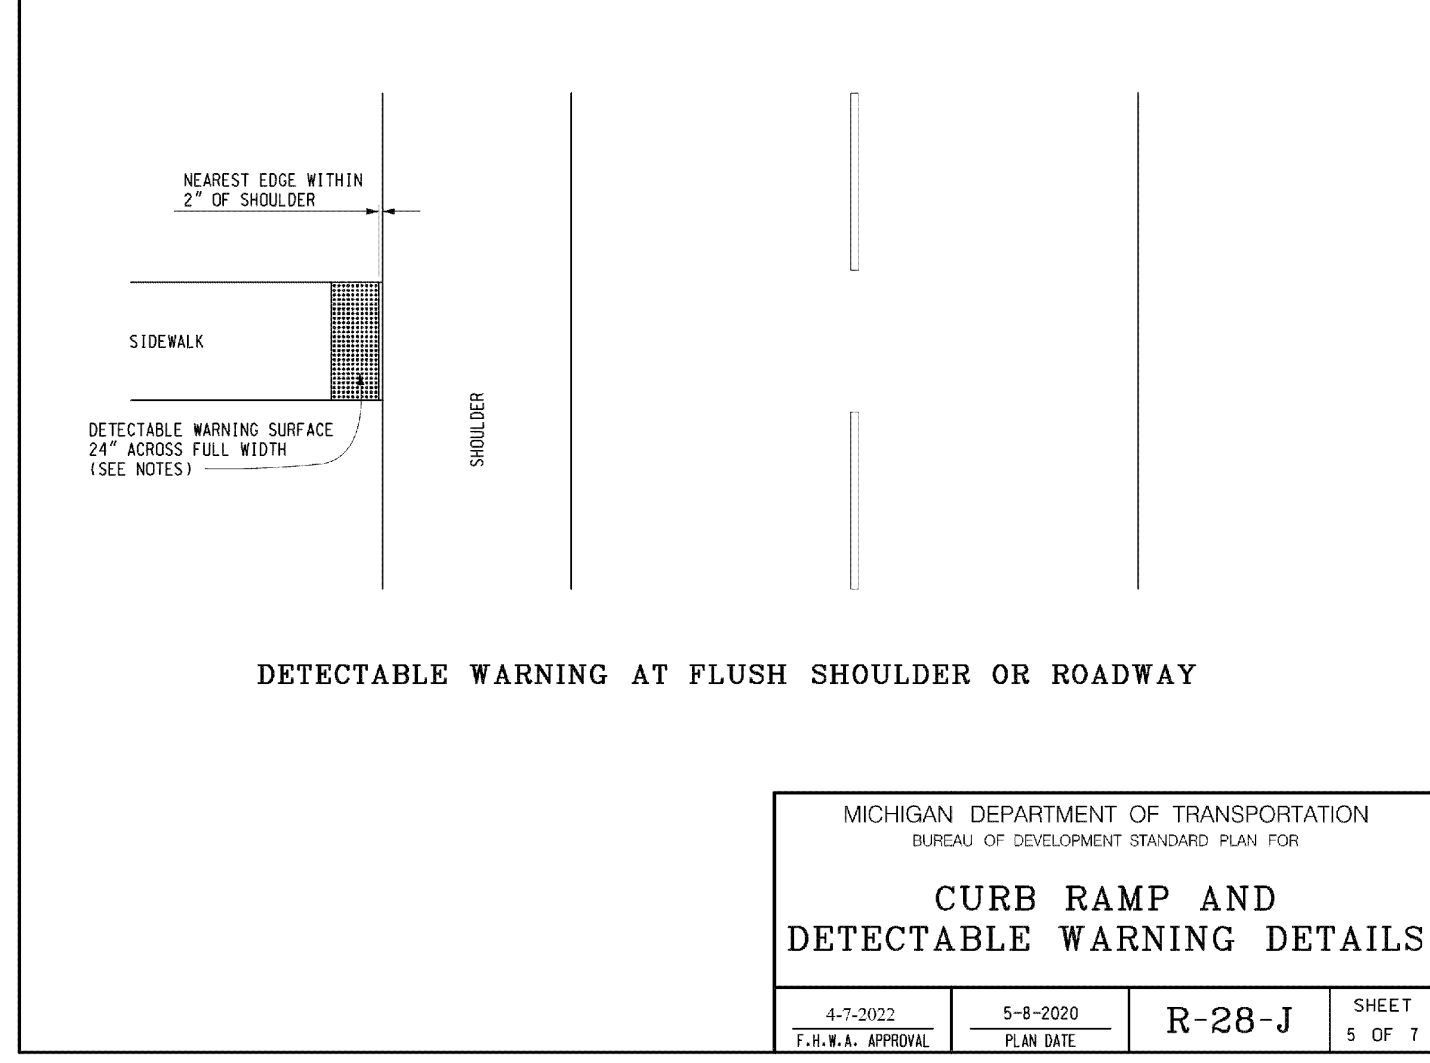 NEAREST EDGE WITHIN
2" OF SHOULDER
SIDEWALK
SHOULDER
DETECTABLE WARNING SURFACE
24" ACROSS FULL WIDTH
(SEE NOTES)
DETECTABLE WARNING AT FLUSH SHOULDER OR ROADWAY
MICHIGAN DEPARTMENT OF TRANSPORTATION
BUREAU OF DEVELOPMENT STANDARD PLAN FOR
CURB RAMP AND
DETECTABLE WARNING DETAILS
4-7-2022
F.H.W.A. APPROVAL
5-8-2020
PLAN DATE
R-28-J
SHEET
5 OF 7